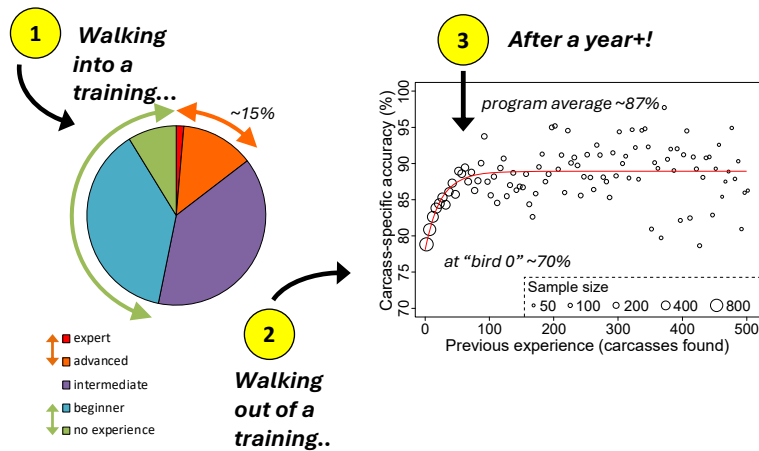 1
Walking
into a
training...
~15%
expert
advanced
intermediate
beginner
no experience
2
Walking
out of a
training..
3
After a year+!
program average ~87%
at “bird 0” ~70%
Carcass-specific accuracy (%)
100
95
90
85
80
75
70
Sample size
50 100 200 400 800
0 100 200 300 400 500
Previous experience (carcasses found)